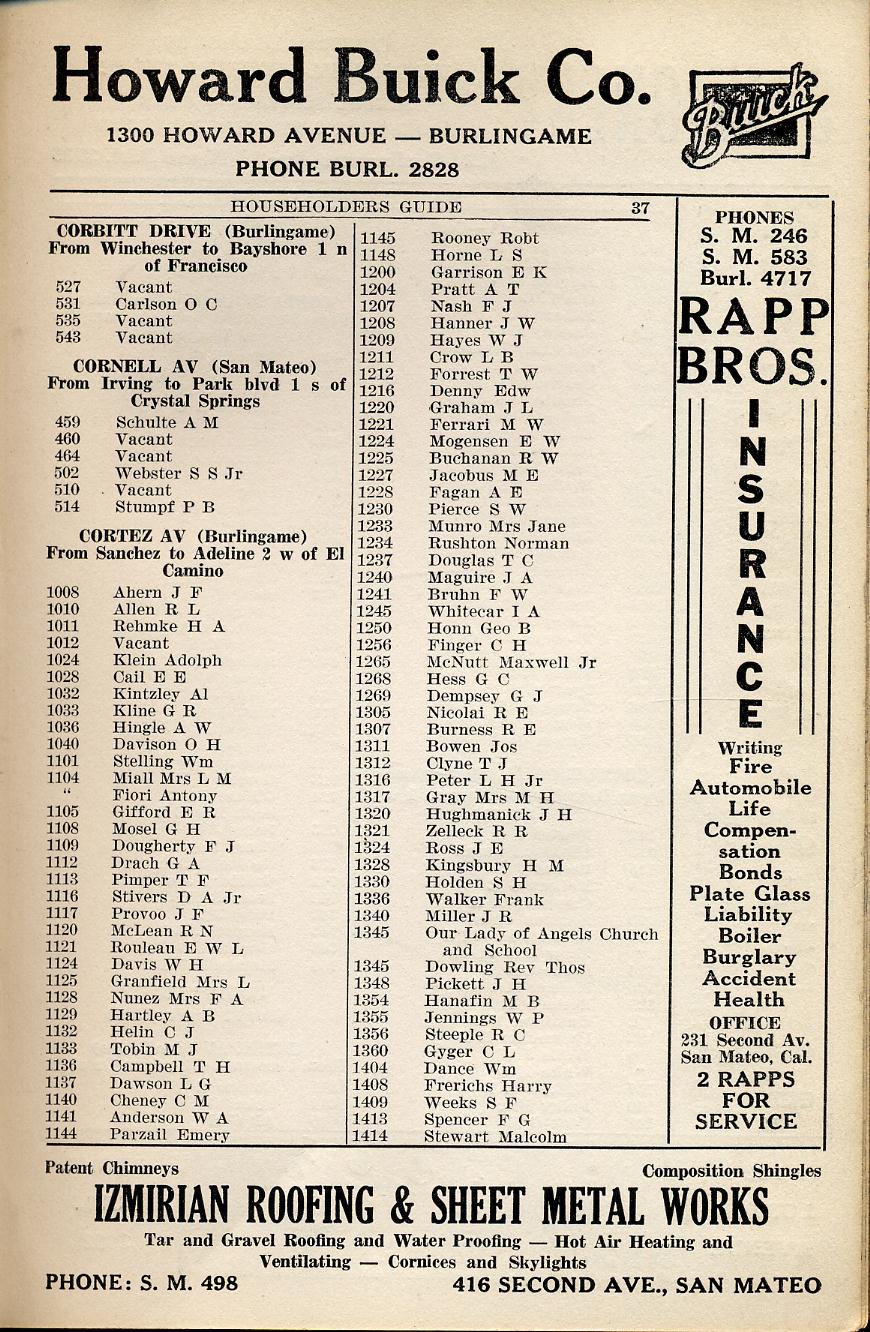 Howard Buick Co.
1300 HOWARD AVENUE — BURLINGAME
PHONE BURL. 2828
Buick
HOUSEHOLDERS GUIDE 37
CORBITT DRIVE (Burlingame)
From Winchester to Bayshore 1 n
of Francisco
527 Vacant
531 Carlson O C
535 Vacant
543 Vacant
CORNELL AV (San Mateo)
From Irving to Park blvd 1 s of
Crystal Springs
459 Schulte A M
460 Vacant
464 Vacant
502 Webster S S Jr
510 Vacant
514 Stumpf P B
CORTEZ AV (Burlingame)
From Sanchez to Adeline 2 w of El
Camino
1008 Ahern J F
1010 Allen R L
1011 Rehmke H A
1012 Vacant
1024 Klein Adolph
1028 Cail E E
1032 Kintzley Al
1033 Kline G R
1036 Hingle A W
1040 Davison O H
1101 Stelling Wm
1104 Miall Mrs L M
" Fiori Antony
1105 Gifford E R
1108 Mosel G H
1109 Dougherty F J
1112 Drach G A
1113 Pimper T F
1116 Stivers D A Jr
1117 Provoo J F
1120 McLean R N
1121 Rouleau E W L
1124 Davis W H
1125 Granfield Mrs L
1128 Nunez Mrs F A
1129 Hartley A B
1132 Helin C J
1133 Tobin M J
1136 Campbell T H
1137 Dawson L G
1140 Cheney C M
1141 Anderson W A
1144 Parzail Emery
1145 Rooney Robt
1148 Horne L S
1200 Garrison E K
1204 Pratt A T
1207 Nash F J
1208 Hanner J W
1209 Hayes W J
1211 Crow L B
1212 Forrest T W
1216 Denny Edw
1220 Graham J L
1221 Ferrari M W
1224 Mogensen E W
1225 Buchanan R W
1227 Jacobus M E
1228 Fagan A E
1230 Pierce S W
1233 Munro Mrs Jane
1234 Rushton Norman
1237 Douglas T C
1240 Maguire J A
1241 Bruhn F W
1245 Whitecar I A
1250 Honn Geo B
1256 Finger C H
1265 McNutt Maxwell Jr
1268 Hess G C
1269 Dempsey G J
1305 Nicolai R E
1307 Burness R E
1311 Bowen Jos
1312 Clyne T J
1316 Peter L H Jr
1317 Gray Mrs M H
1320 Hughmanick J H
1321 Zelleck R R
1324 Ross J E
1328 Kingsbury H M
1330 Holden S H
1336 Walker Frank
1340 Miller J R
1345 Our Lady of Angels Church
and School
1345 Dowling Rev Thos
1348 Pickett J H
1354 Hanafin M B
1355 Jennings W P
1356 Steeple R C
1360 Gyger C L
1404 Dance Wm
1408 Frerichs Harry
1409 Weeks S F
1413 Spencer F G
1414 Stewart Malcolm
PHONES
S. M. 246
S. M. 583
Burl. 4717
RAPP
BROS.
I
N
S
U
R
A
N
C
E
Writing
Fire
Automobile
Life
Compen-
sation
Bonds
Plate Glass
Liability
Boiler
Burglary
Accident
Health
OFFICE
231 Second Av.
San Mateo, Cal.
2 RAPPS
FOR
SERVICE
Patent Chimneys Composition Shingles
IZMIRIAN ROOFING & SHEET METAL WORKS
Tar and Gravel Roofing and Water Proofing — Hot Air Heating and
Ventilating — Cornices and Skylights
PHONE: S. M. 498 416 SECOND AVE., SAN MATEO